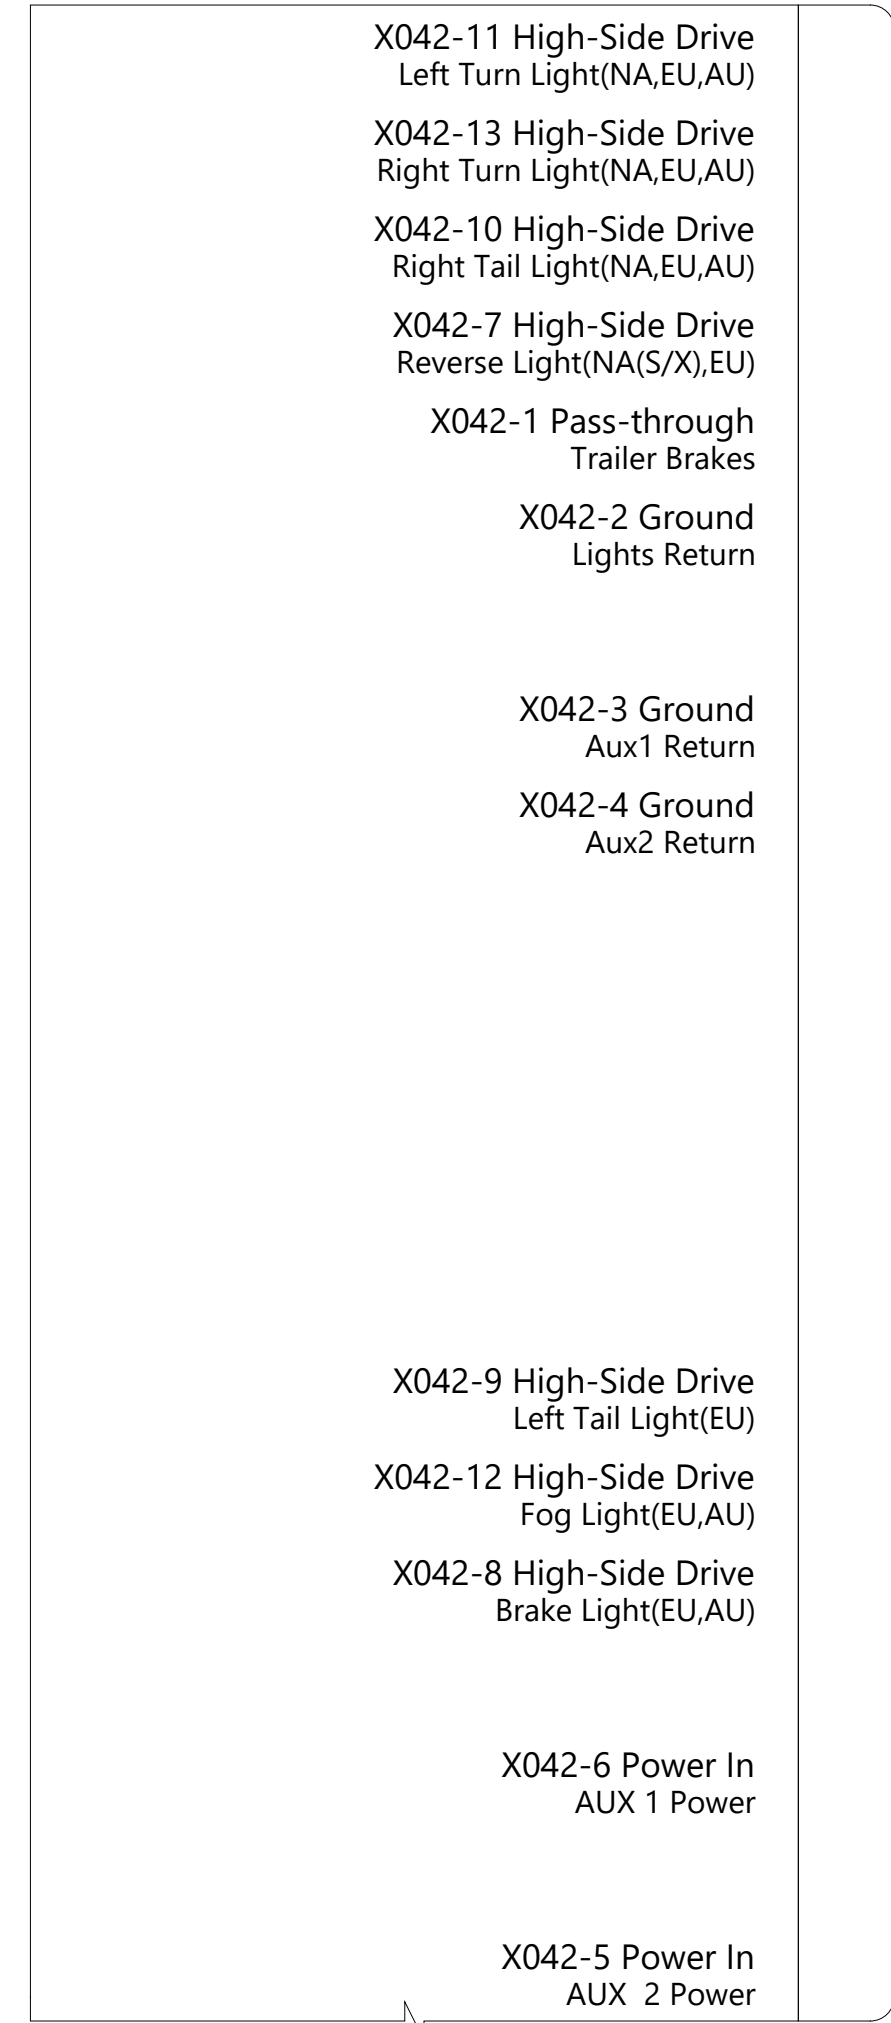 X042-11 High-Side Drive
Left Turn Light(NA,EU,AU)
X042-13 High-Side Drive
Right Turn Light(NA,EU,AU)
X042-10 High-Side Drive
Right Tail Light(NA,EU,AU)
X042-7 High-Side Drive
Reverse Light(NA(S/X),EU)
X042-1 Pass-through
Trailer Brakes
X042-2 Ground
Lights Return
X042-3 Ground
Aux1 Return
X042-4 Ground
Aux2 Return
X042-9 High-Side Drive
Left Tail Light(EU)
X042-12 High-Side Drive
Fog Light(EU,AU)
X042-8 High-Side Drive
Brake Light(EU,AU)
X042-6 Power In
AUX 1 Power
X042-5 Power In
AUX  2 Power